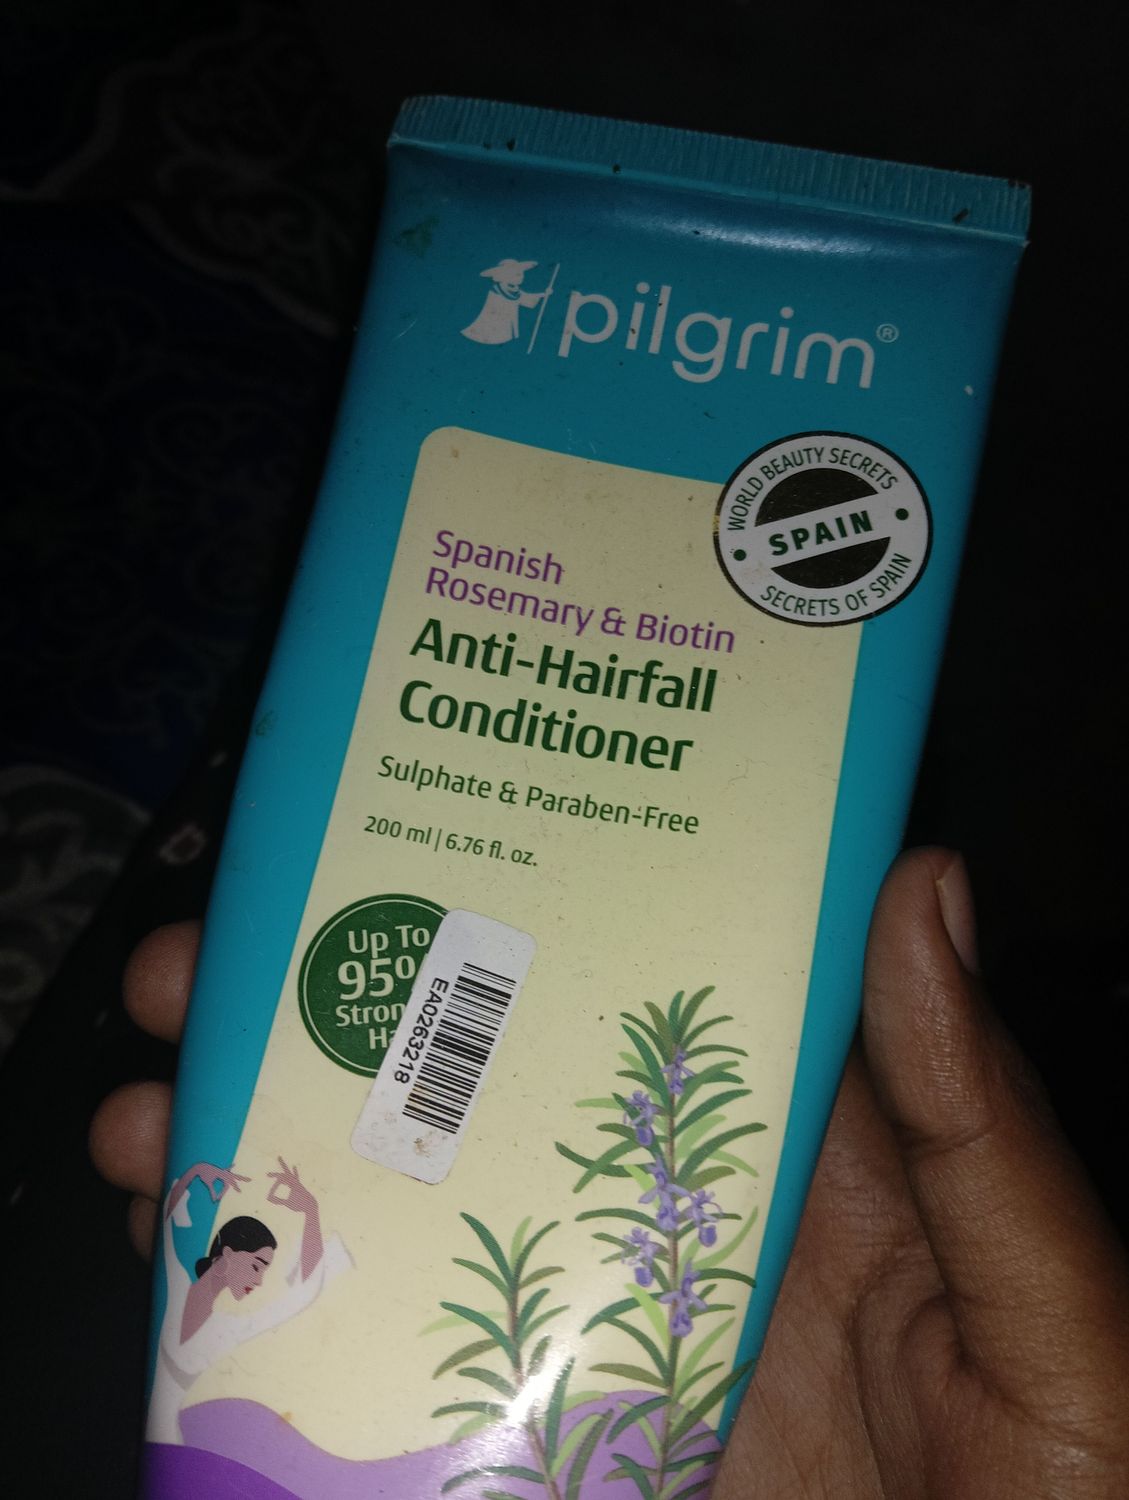 pilgrim®
WORLD BEAUTY SECRETS
SPAIN
SECRETS OF SPAIN
Spanish
Rosemary & Biotin
Anti-Hairfall
Conditioner
Sulphate & Paraben-Free
200 ml | 6.76 fl. oz.
Up To
95%
EA0263218